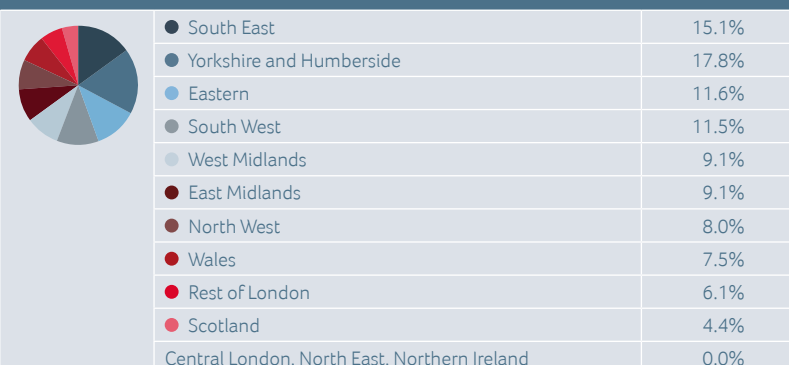 South East 15.1%
Yorkshire and Humberside 17.8%
Eastern 11.6%
South West 11.5%
West Midlands 9.1%
East Midlands 9.1%
North West 8.0%
Wales 7.5%
Rest of London 6.1%
Scotland 4.4%
Central London, North East, Northern Ireland 0.0%